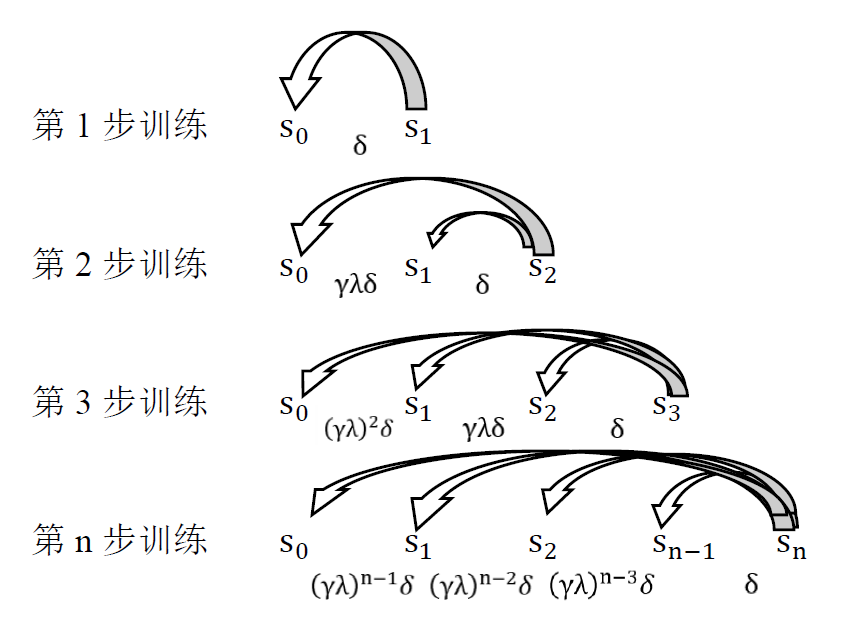 第 1 步训练 s₀ s₁
δ
第 2 步训练 s₀ s₁ s₂
γλδ δ
第 3 步训练 s₀ s₁ s₂ s₃
(γλ)²δ γλδ δ
第 n 步训练 s₀ s₁ s₂ sₙ₋₁ sₙ
(γλ)ⁿ⁻¹δ (γλ)ⁿ⁻²δ (γλ)ⁿ⁻³δ δ